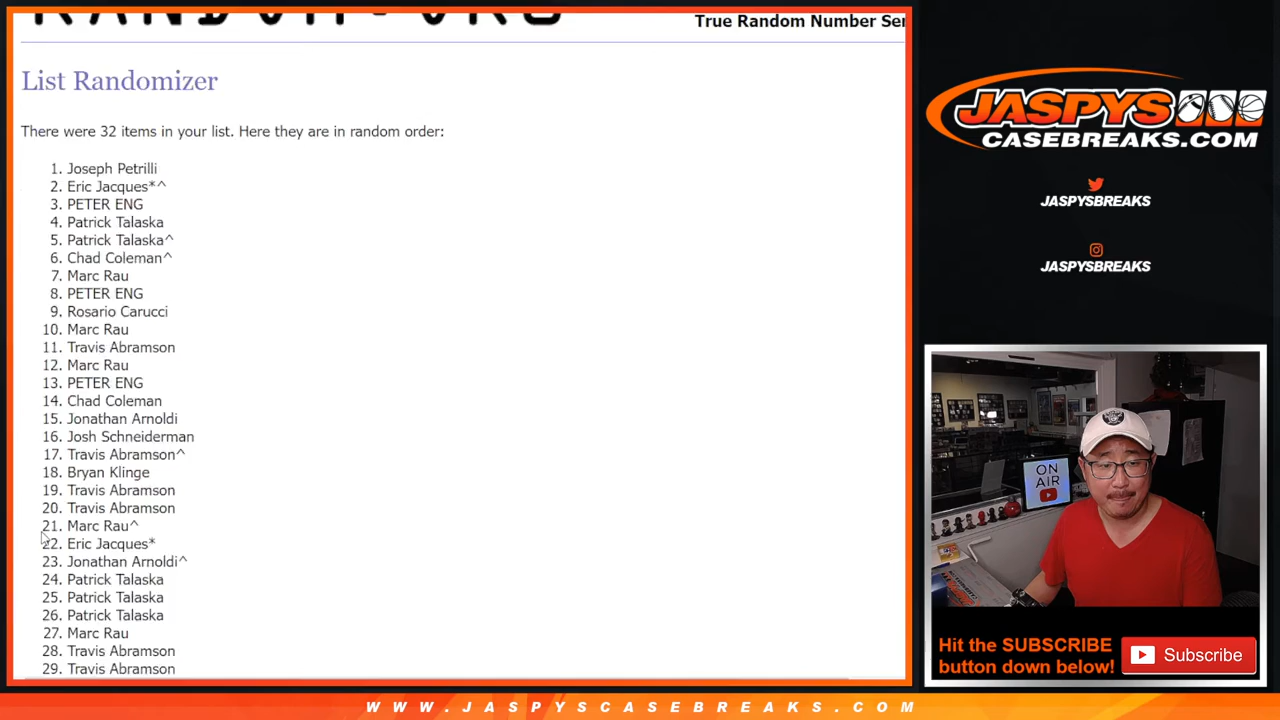 RANDOM.ORG
True Random Number Ser
List Randomizer
There were 32 items in your list. Here they are in random order:
1. Joseph Petrilli
2. Eric Jacques*^
3. PETER ENG
4. Patrick Talaska
5. Patrick Talaska^
6. Chad Coleman^
7. Marc Rau
8. PETER ENG
9. Rosario Carucci
10. Marc Rau
11. Travis Abramson
12. Marc Rau
13. PETER ENG
14. Chad Coleman
15. Jonathan Arnoldi
16. Josh Schneiderman
17. Travis Abramson^
18. Bryan Klinge
19. Travis Abramson
20. Travis Abramson
21. Marc Rau^
22. Eric Jacques*
23. Jonathan Arnoldi^
24. Patrick Talaska
25. Patrick Talaska
26. Patrick Talaska
27. Marc Rau
28. Travis Abramson
29. Travis Abramson
JASPYS
CASEBREAKS.COM
JASPYSBREAKS
JASPYSBREAKS
ON
AIR
Hit the SUBSCRIBE
button down below!
Subscribe
WWW.JASPYSCASEBREAKS.COM